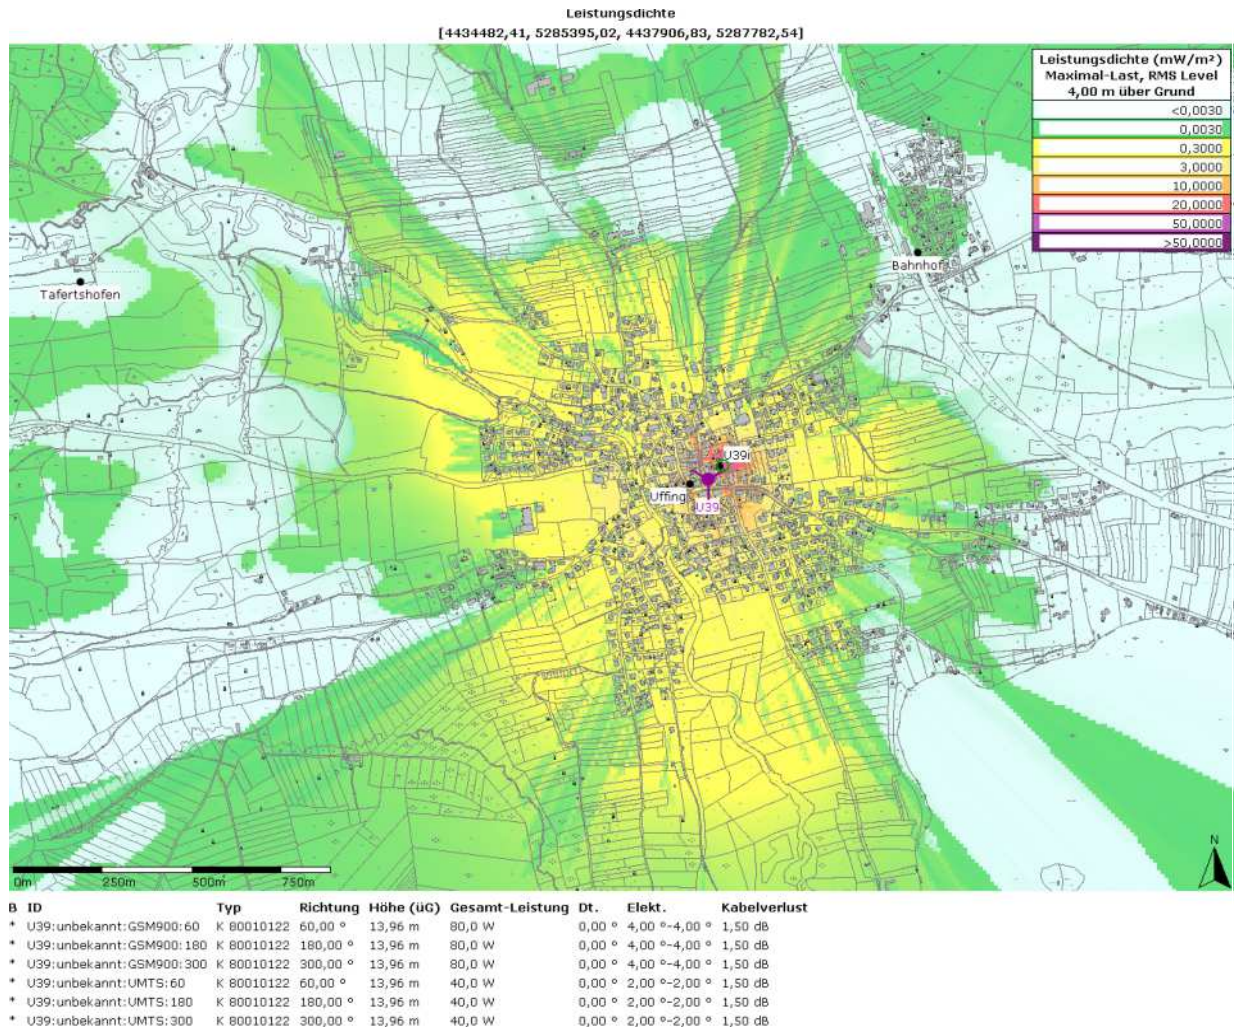 Leistungsdichte
[4434482,41, 5285395,02, 4437906,83, 5287782,54]
Leistungsdichte (mW/m²)
Maximal-Last, RMS Level
4,00 m über Grund
<0,0030
0,0030
0,3000
3,0000
10,0000
20,0000
50,0000
>50,0000
Bahnhof
Tafertshofen
U39i
Uffing
U39
N
0m 250m 500m 750m
B ID Typ Richtung Höhe (üG) Gesamt-Leistung Dt. Elekt. Kabelverlust
* U39:unbekannt:GSM900:60 K 80010122 60,00 ° 13,96 m 80,0 W 0,00 ° 4,00 °-4,00 ° 1,50 dB
* U39:unbekannt:GSM900:180 K 80010122 180,00 ° 13,96 m 80,0 W 0,00 ° 4,00 °-4,00 ° 1,50 dB
* U39:unbekannt:GSM900:300 K 80010122 300,00 ° 13,96 m 80,0 W 0,00 ° 4,00 °-4,00 ° 1,50 dB
* U39:unbekannt:UMTS:60 K 80010122 60,00 ° 13,96 m 40,0 W 0,00 ° 2,00 °-2,00 ° 1,50 dB
* U39:unbekannt:UMTS:180 K 80010122 180,00 ° 13,96 m 40,0 W 0,00 ° 2,00 °-2,00 ° 1,50 dB
* U39:unbekannt:UMTS:300 K 80010122 300,00 ° 13,96 m 40,0 W 0,00 ° 2,00 °-2,00 ° 1,50 dB